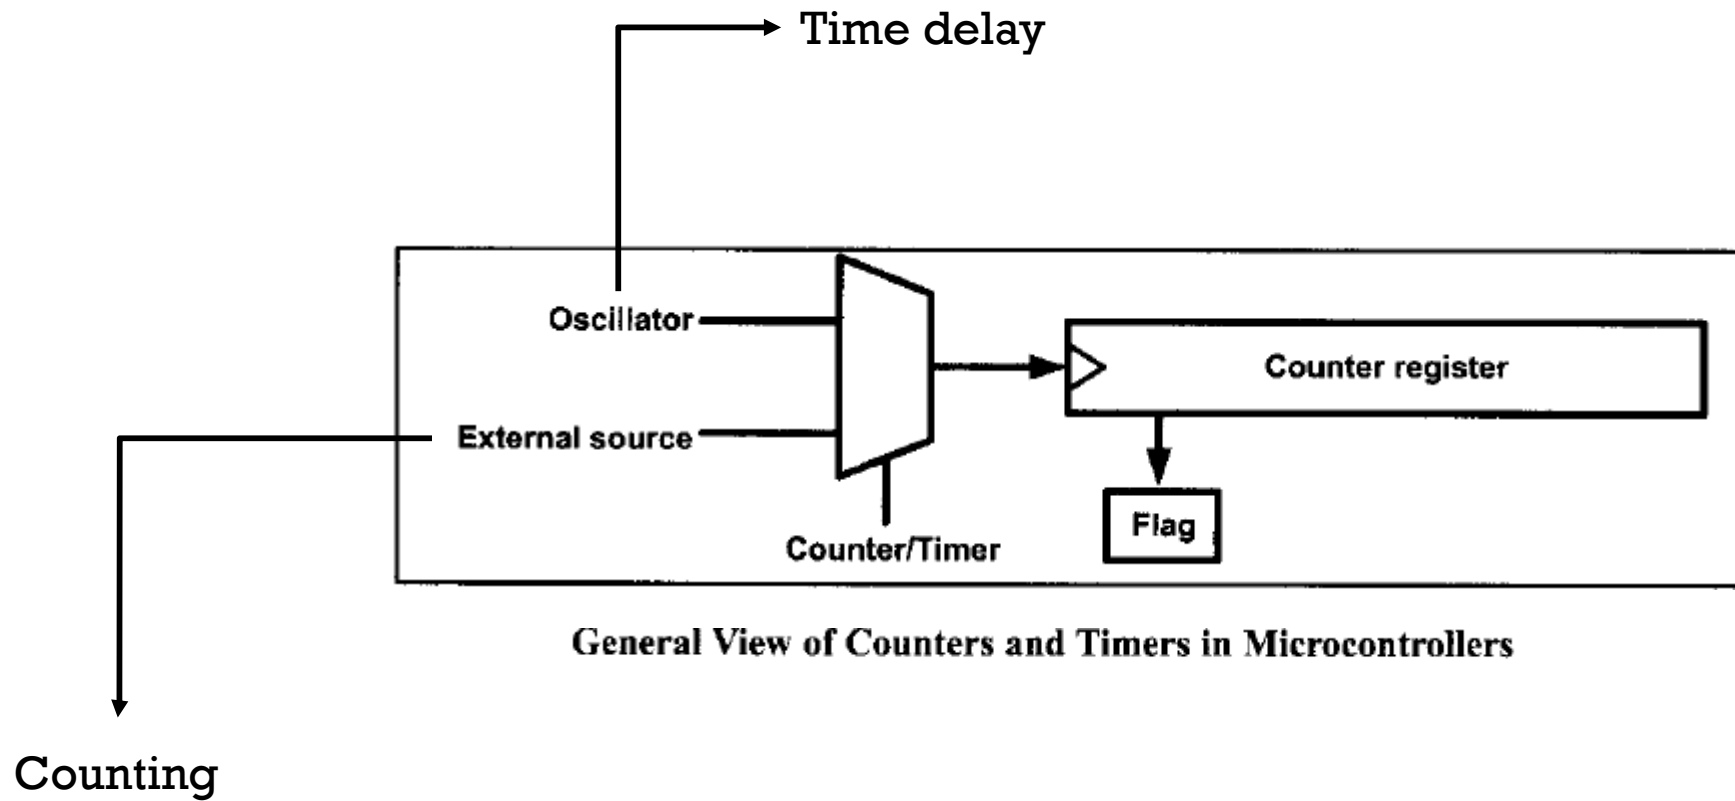 Time delay
Oscillator
Counter register
External source
Flag
Counter/Timer
General View of Counters and Timers in Microcontrollers
Counting